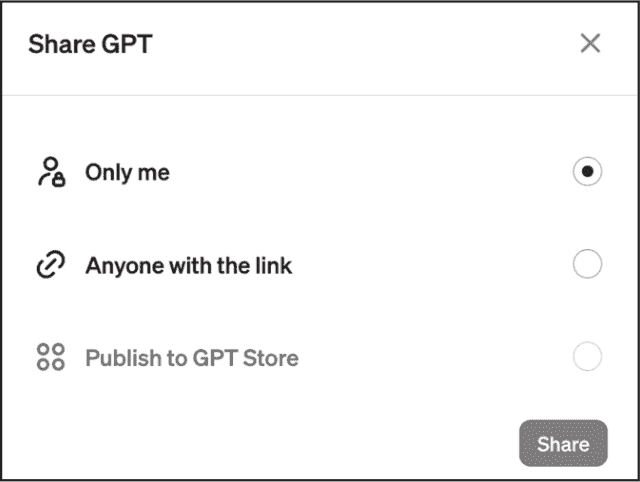 Share GPT
Only me
Anyone with the link
Publish to GPT Store
Share